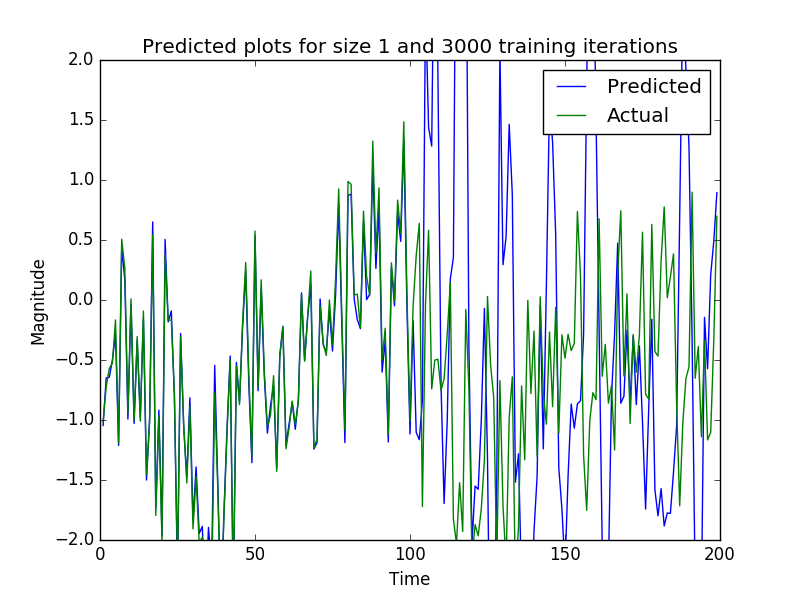 Predicted plots for size 1 and 3000 training iterations
Predicted
Actual
2.0
1.5
1.0
0.5
0.0
−0.5
−1.0
−1.5
−2.0
Magnitude
0 50 100 150 200
Time